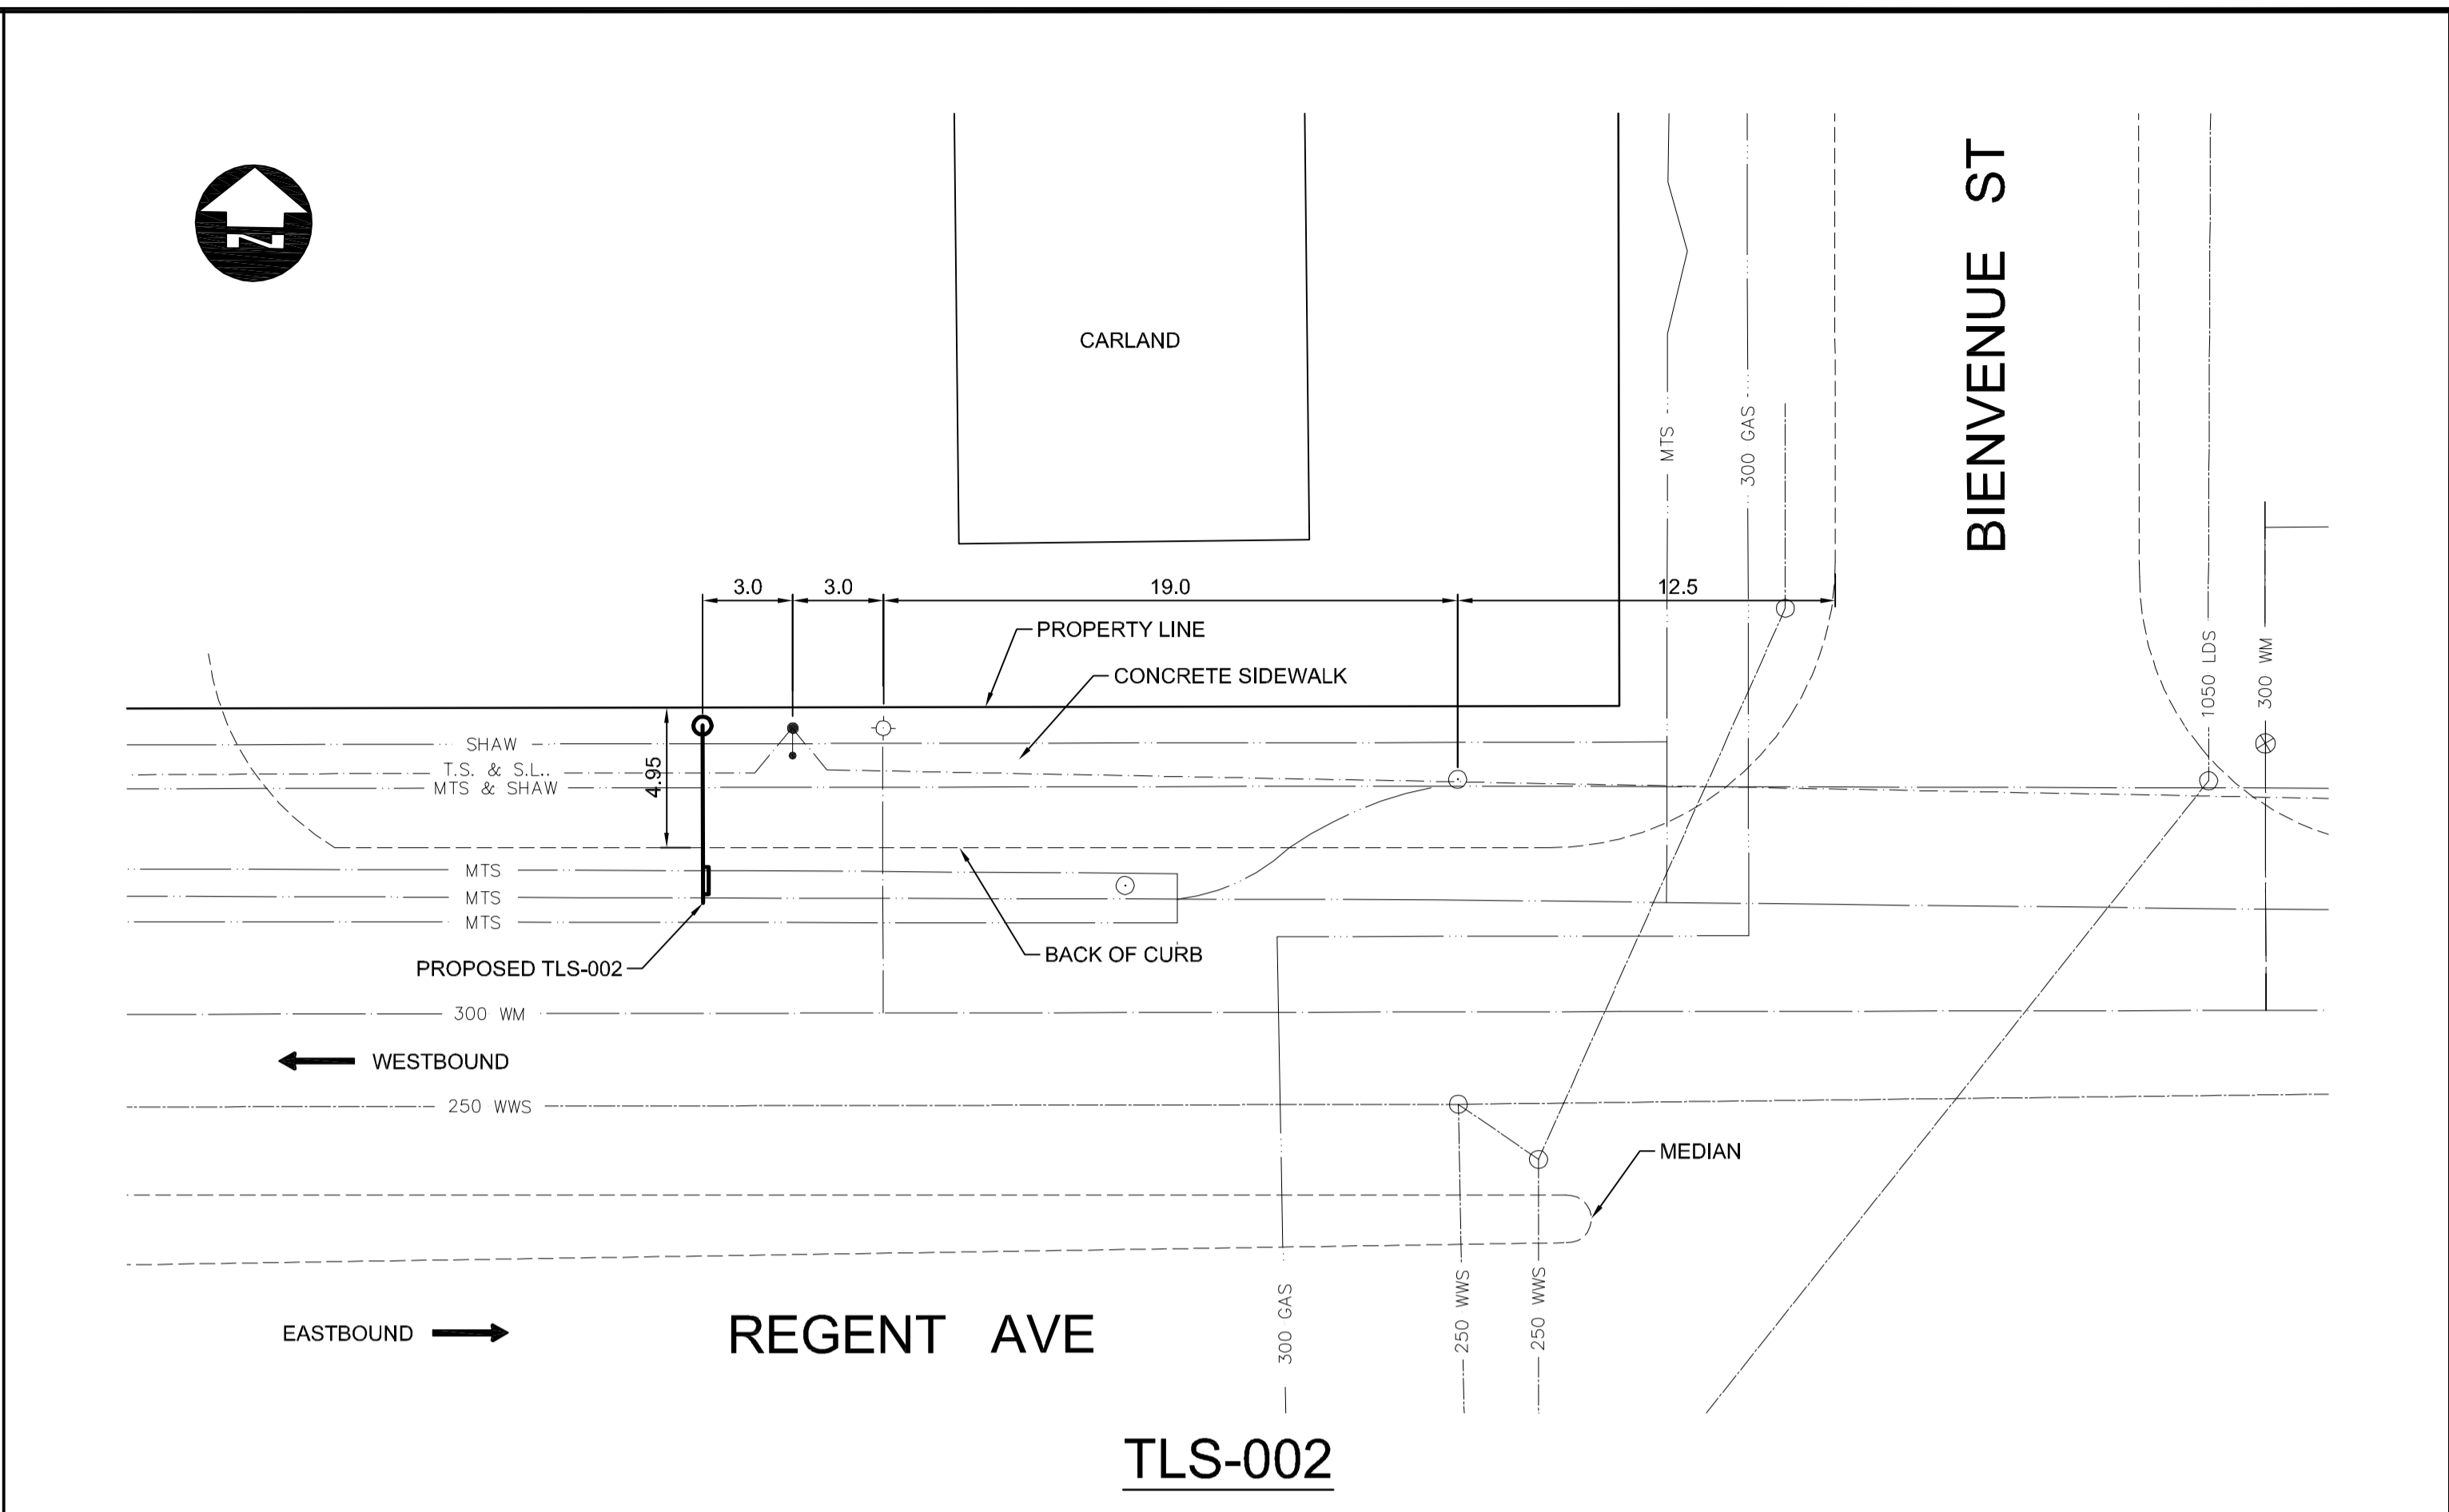 N
BIENVENUE ST
CARLAND
MTS
300 GAS
3.0
3.0
19.0
12.5
PROPERTY LINE
CONCRETE SIDEWALK
1050 LDS
300 WM
SHAW
T.S. & S.L..
MTS & SHAW
4.95
MTS
MTS
MTS
BACK OF CURB
PROPOSED TLS-002
300 WM
WESTBOUND
250 WWS
MEDIAN
300 GAS
250 WWS
250 WWS
EASTBOUND
REGENT AVE
TLS-002